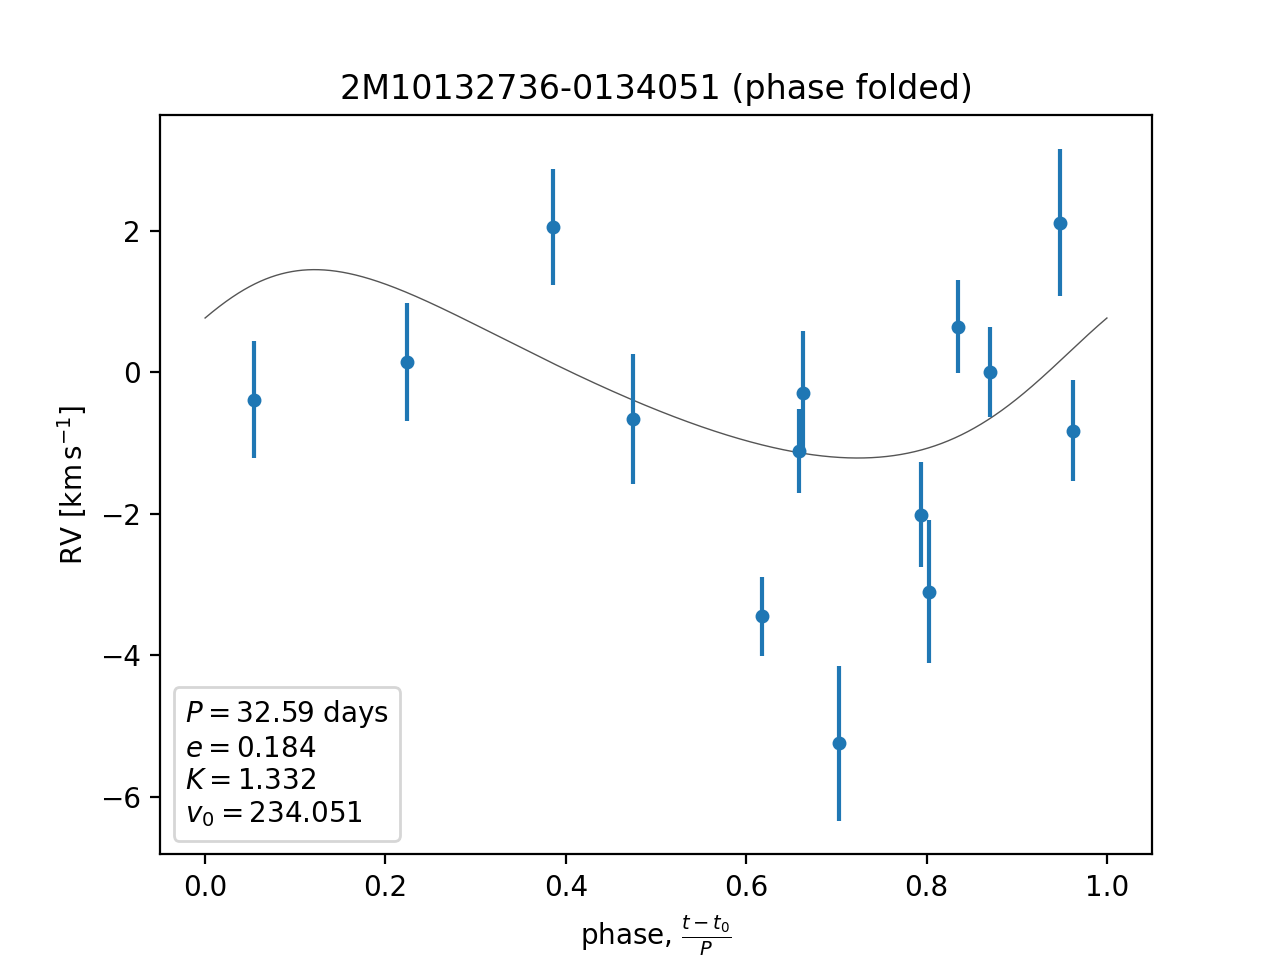 2M10132736-0134051 (phase folded)
RV [km s⁻¹]
2
0
−2
−4
−6
P = 32.59 days
e = 0.184
K = 1.332
v₀ = 234.051
0.0 0.2 0.4 0.6 0.8 1.0
phase, (t − t₀)/P